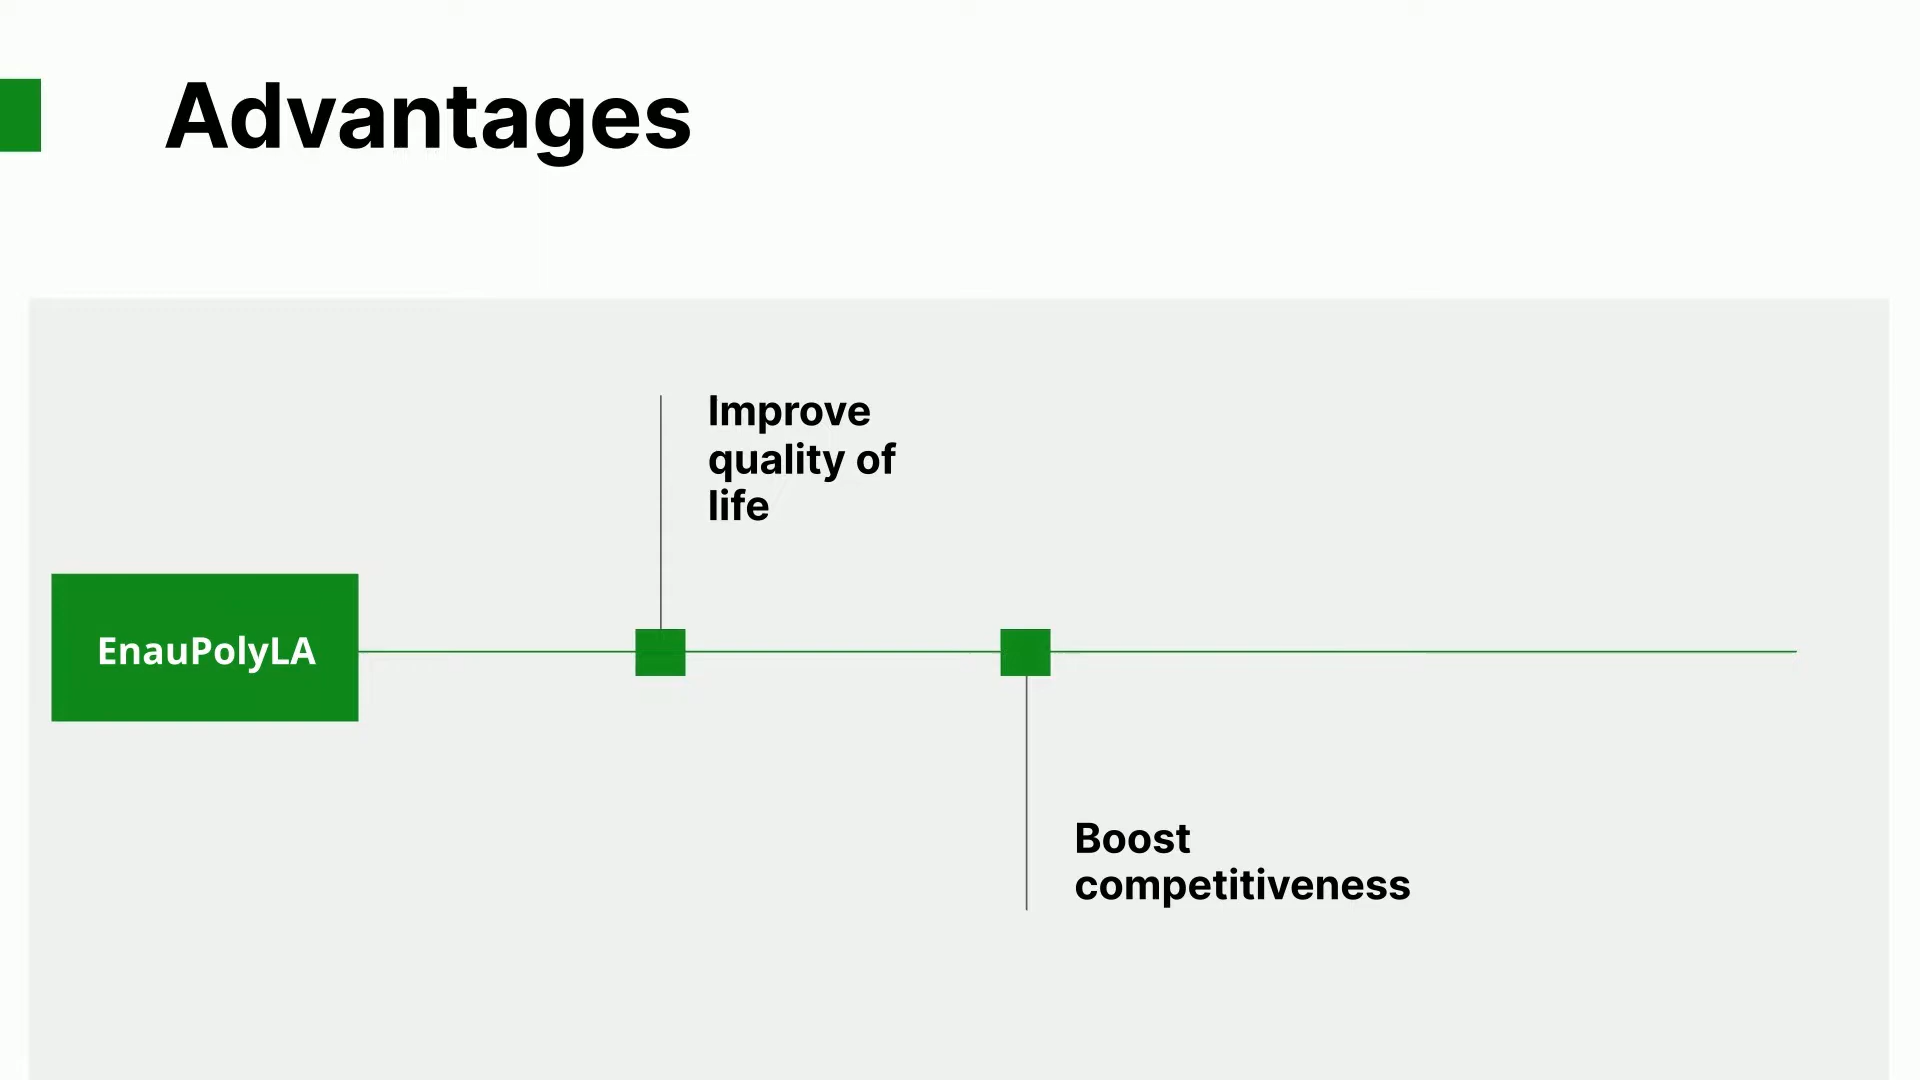 Advantages
Improve
quality of
life
EnauPolyLA
Boost
competitiveness